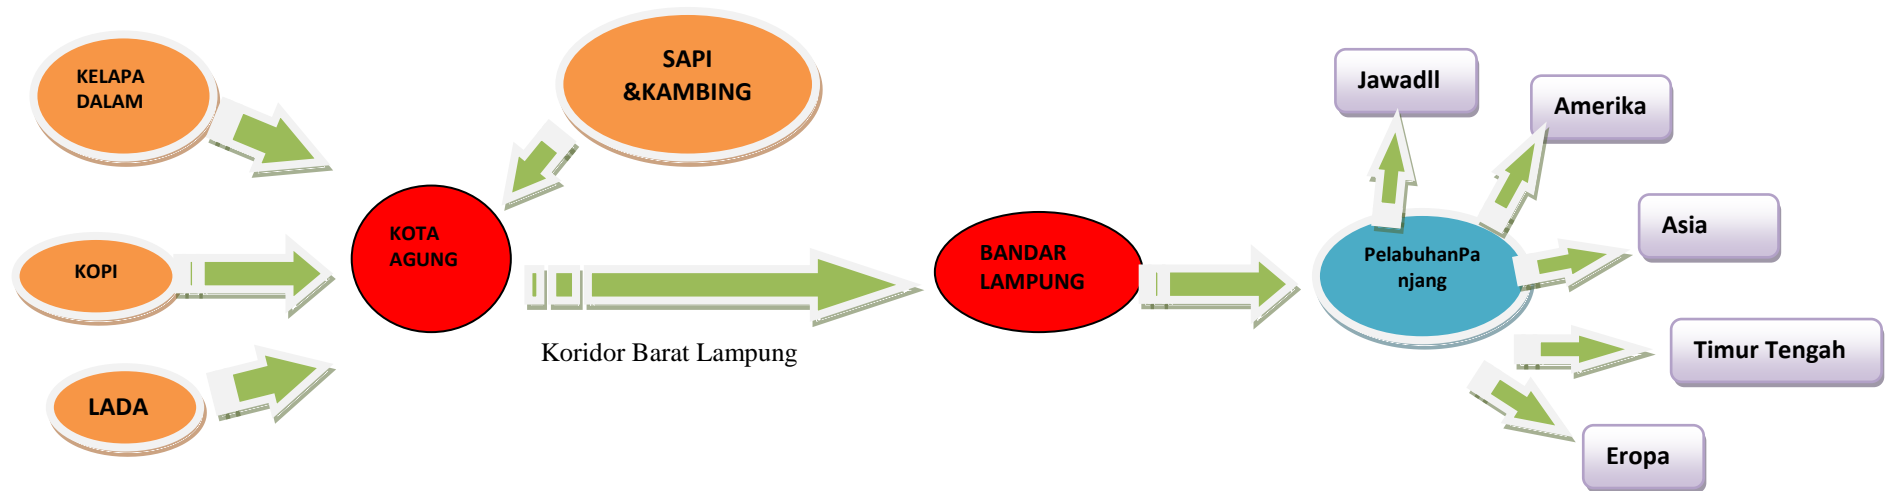 KELAPA
DALAM
KOPI
LADA
SAPI
&KAMBING
KOTA
AGUNG
Koridor Barat Lampung
BANDAR
LAMPUNG
PelabuhanPa
njang
Jawadll
Amerika
Asia
Timur Tengah
Eropa